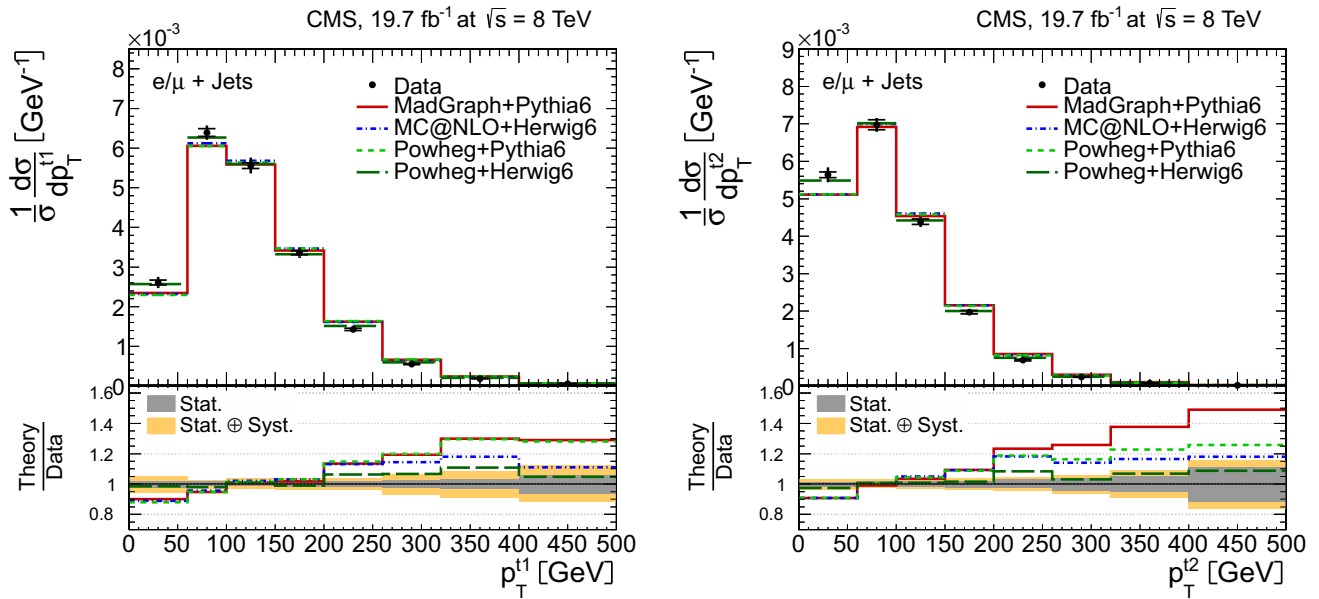 CMS, 19.7 fb⁻¹ at √s = 8 TeV
×10⁻³
e/μ + Jets
Data
MadGraph+Pythia6
MC@NLO+Herwig6
Powheg+Pythia6
Powheg+Herwig6
1/σ dσ/dp_T^t1 [GeV⁻¹]
8
7
6
5
4
3
2
1
0
Stat.
Stat. ⊕ Syst.
Theory
Data
1.6
1.4
1.2
1
0.8
0 50 100 150 200 250 300 350 400 450 500
p_T^t1 [GeV]
CMS, 19.7 fb⁻¹ at √s = 8 TeV
×10⁻³
e/μ + Jets
Data
MadGraph+Pythia6
MC@NLO+Herwig6
Powheg+Pythia6
Powheg+Herwig6
1/σ dσ/dp_T^t2 [GeV⁻¹]
9
8
7
6
5
4
3
2
1
0
Stat.
Stat. ⊕ Syst.
Theory
Data
1.6
1.4
1.2
1
0.8
0 50 100 150 200 250 300 350 400 450 500
p_T^t2 [GeV]